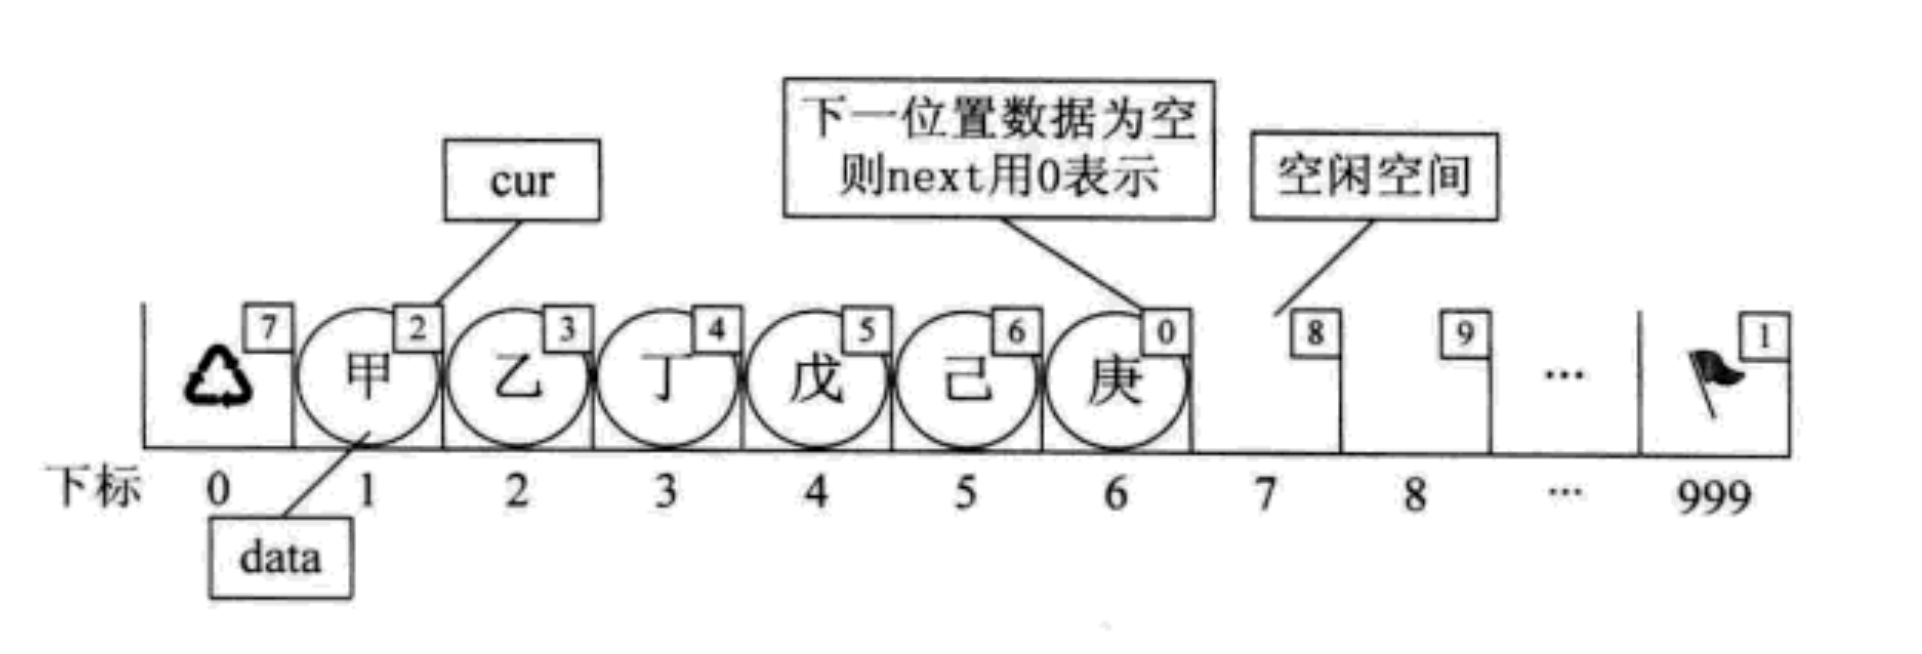 下一位置数据为空
则next用0表示
cur
空闲空间
7 2 3 4 5 6 0 8 9 1
甲 乙 丁 戊 己 庚 …
下标 0 1 2 3 4 5 6 7 8 … 999
data